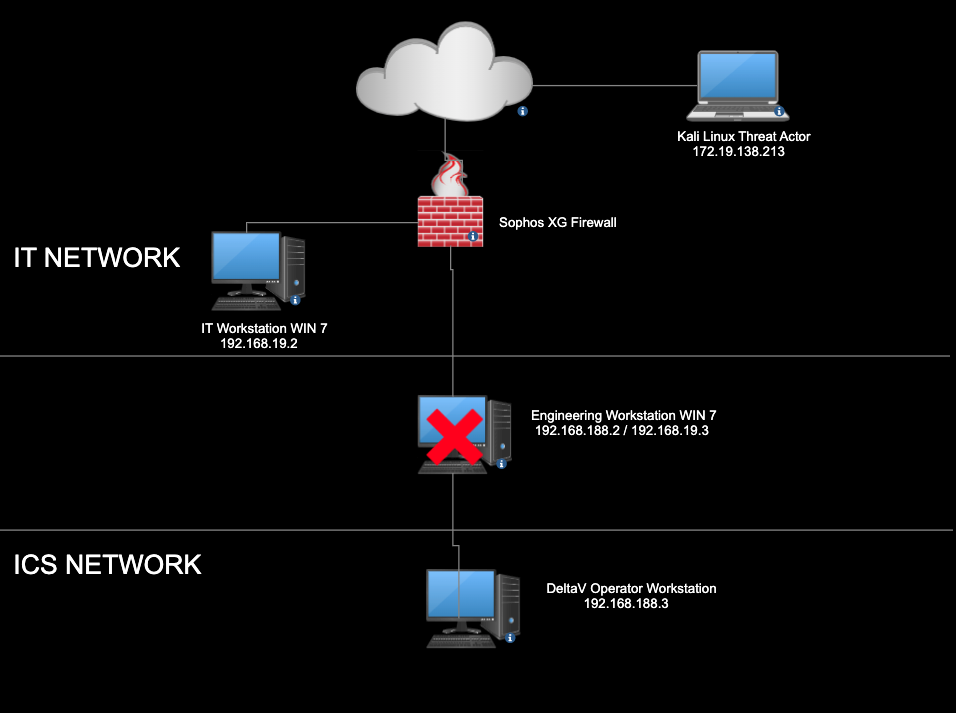 Kali Linux Threat Actor
172.19.138.213
Sophos XG Firewall
IT NETWORK
IT Workstation WIN 7
192.168.19.2
Engineering Workstation WIN 7
192.168.188.2 / 192.168.19.3
ICS NETWORK
DeltaV Operator Workstation
192.168.188.3